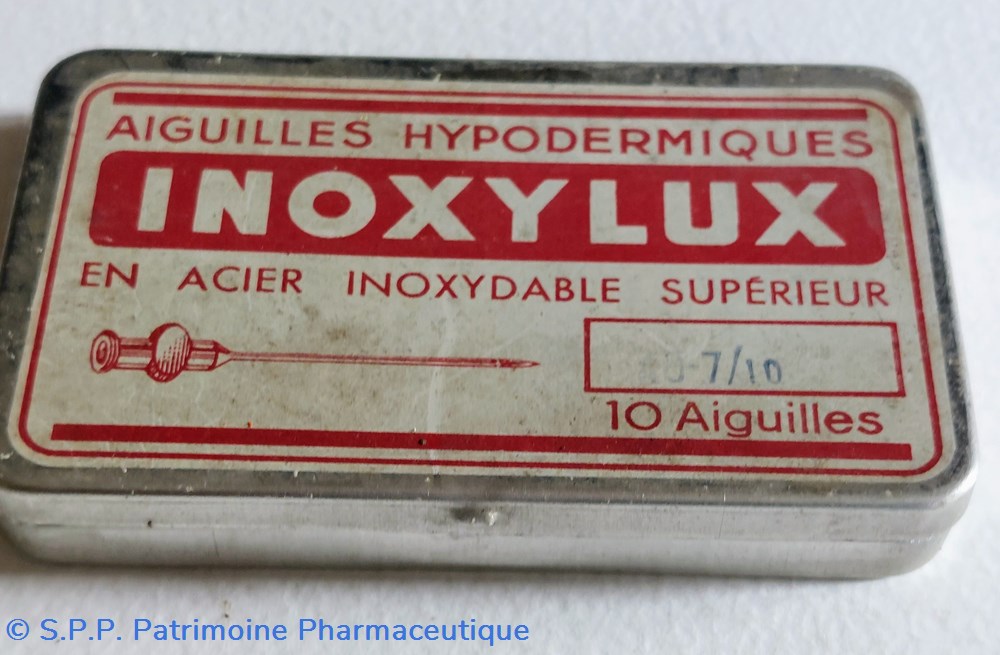 AIGUILLES HYPODERMIQUES
INOXYLUX
EN ACIER INOXYDABLE SUPÉRIEUR
7/10
10 Aiguilles
© S.P.P. Patrimoine Pharmaceutique